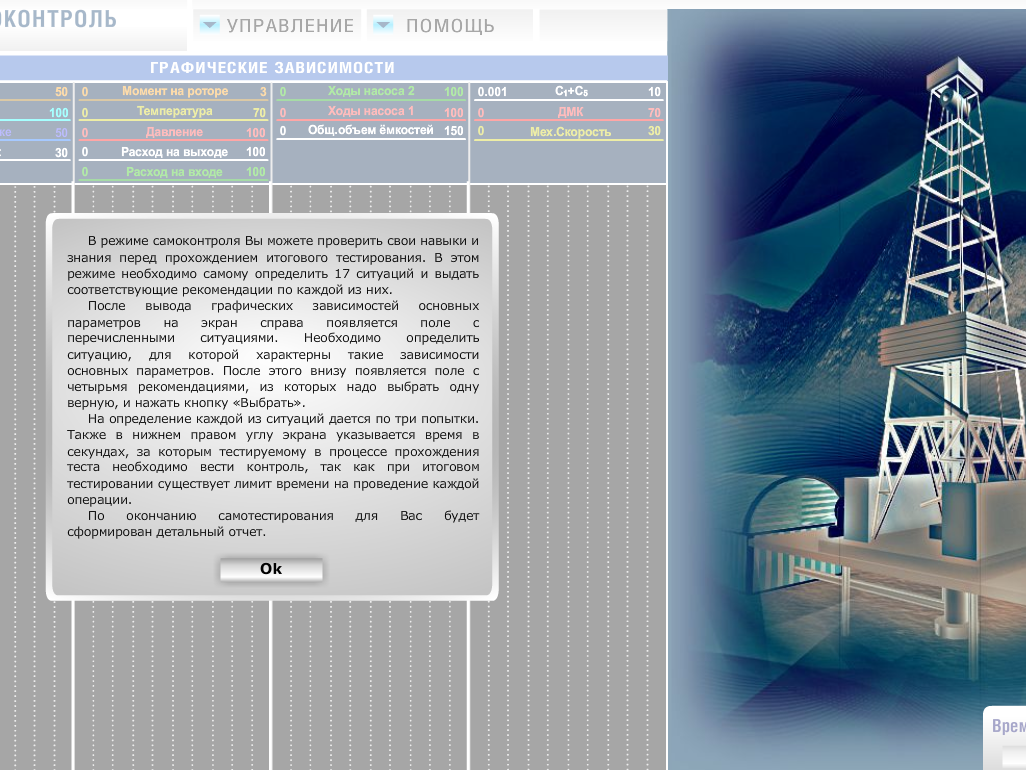 ОКОНТРОЛЬ
УПРАВЛЕНИЕ
ПОМОЩЬ
ГРАФИЧЕСКИЕ ЗАВИСИМОСТИ
50
100
ке 50
30
0 Момент на роторе 3
0 Температура 70
0 Давление 100
0 Расход на выходе 100
0 Расход на входе 100
0 Ходы насоса 2 100
0 Ходы насоса 1 100
0 Общ.объем ёмкостей 150
0.001 C₁+C₅ 10
0 ДМК 70
0 Мех.Скорость 30
В режиме самоконтроля Вы можете проверить свои навыки и
знания перед прохождением итогового тестирования. В этом
режиме необходимо самому определить 17 ситуаций и выдать
соответствующие рекомендации по каждой из них.
После вывода графических зависимостей основных
параметров на экран справа появляется поле с
перечисленными ситуациями. Необходимо определить
ситуацию, для которой характерны такие зависимости
основных параметров. После этого внизу появляется поле с
четырьмя рекомендациями, из которых надо выбрать одну
верную, и нажать кнопку «Выбрать».
На определение каждой из ситуаций дается по три попытки.
Также в нижнем правом углу экрана указывается время в
секундах, за которым тестируемому в процессе прохождения
теста необходимо вести контроль, так как при итоговом
тестировании существует лимит времени на проведение каждой
операции.
По окончанию самотестирования для Вас будет
сформирован детальный отчет.
Ok
Врем